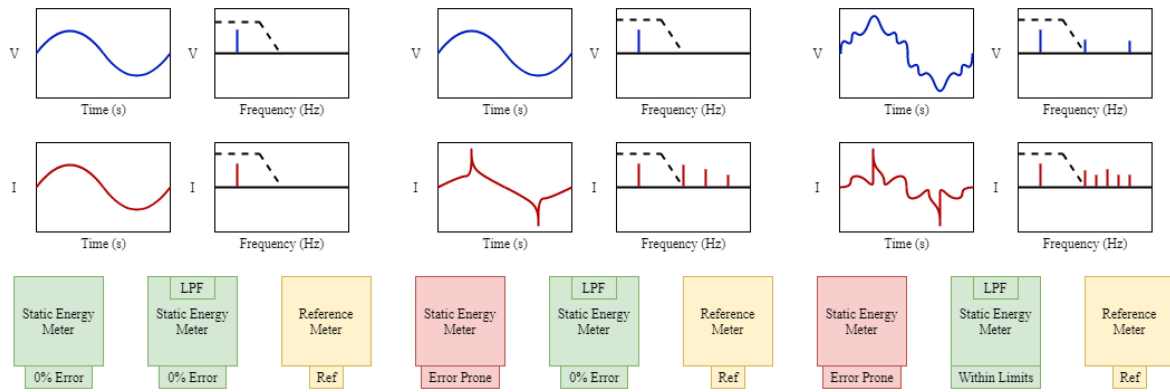 V
V
V
V
V
V
Time (s)
Frequency (Hz)
Time (s)
Frequency (Hz)
Time (s)
Frequency (Hz)
I
I
I
I
I
I
Time (s)
Frequency (Hz)
Time (s)
Frequency (Hz)
Time (s)
Frequency (Hz)
Static Energy
Meter
0% Error
LPF
Static Energy
Meter
0% Error
Reference
Meter
Ref
Static Energy
Meter
Error Prone
LPF
Static Energy
Meter
0% Error
Reference
Meter
Ref
Static Energy
Meter
Error Prone
LPF
Static Energy
Meter
Within Limits
Reference
Meter
Ref